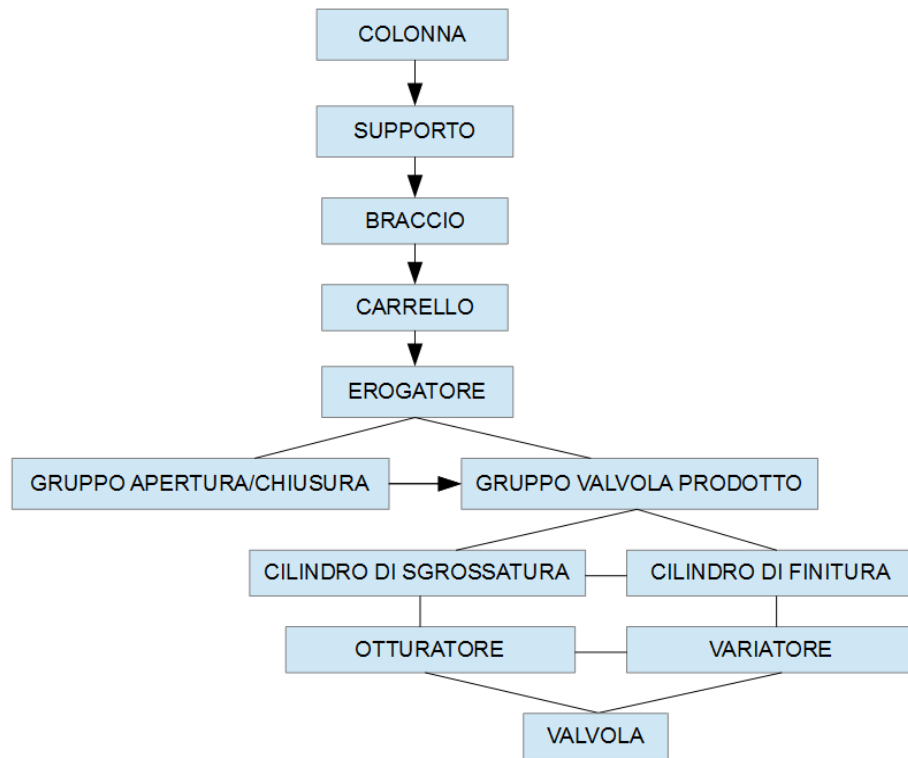 COLONNA
SUPPORTO
BRACCIO
CARRELLO
EROGATORE
GRUPPO APERTURA/CHIUSURA
GRUPPO VALVOLA PRODOTTO
CILINDRO DI SGROSSATURA
CILINDRO DI FINITURA
OTTURATORE
VARIATORE
VALVOLA